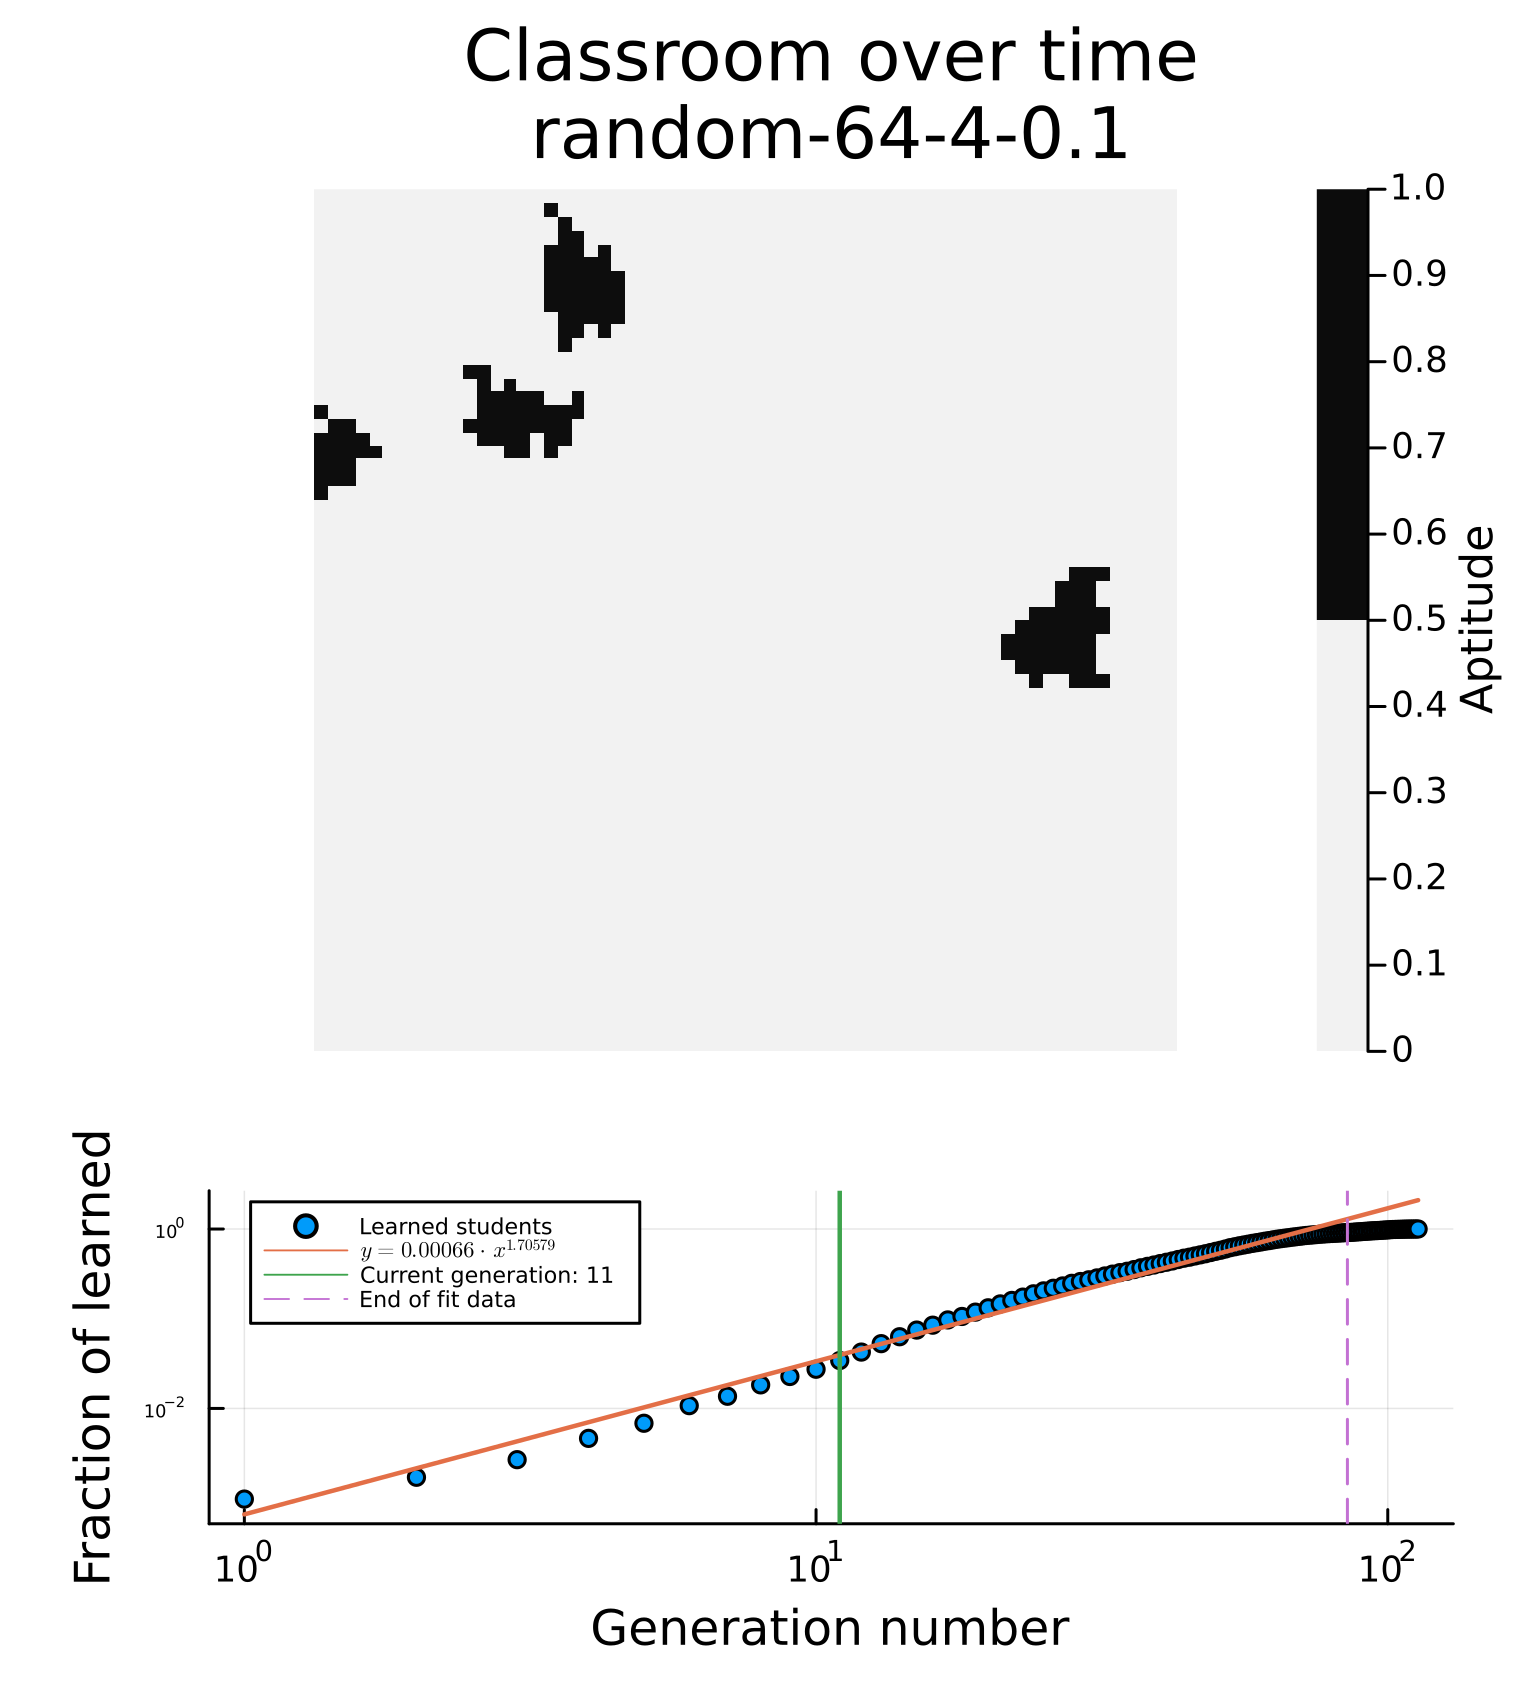 Classroom over time
random-64-4-0.1
1.0
0.9
0.8
0.7
0.6
0.5
0.4
0.3
0.2
0.1
0
Aptitude
Fraction of learned
10⁰
10⁻²
Learned students
y = 0.00066 · x^1.70579
Current generation: 11
End of fit data
10⁰ 10¹ 10²
Generation number